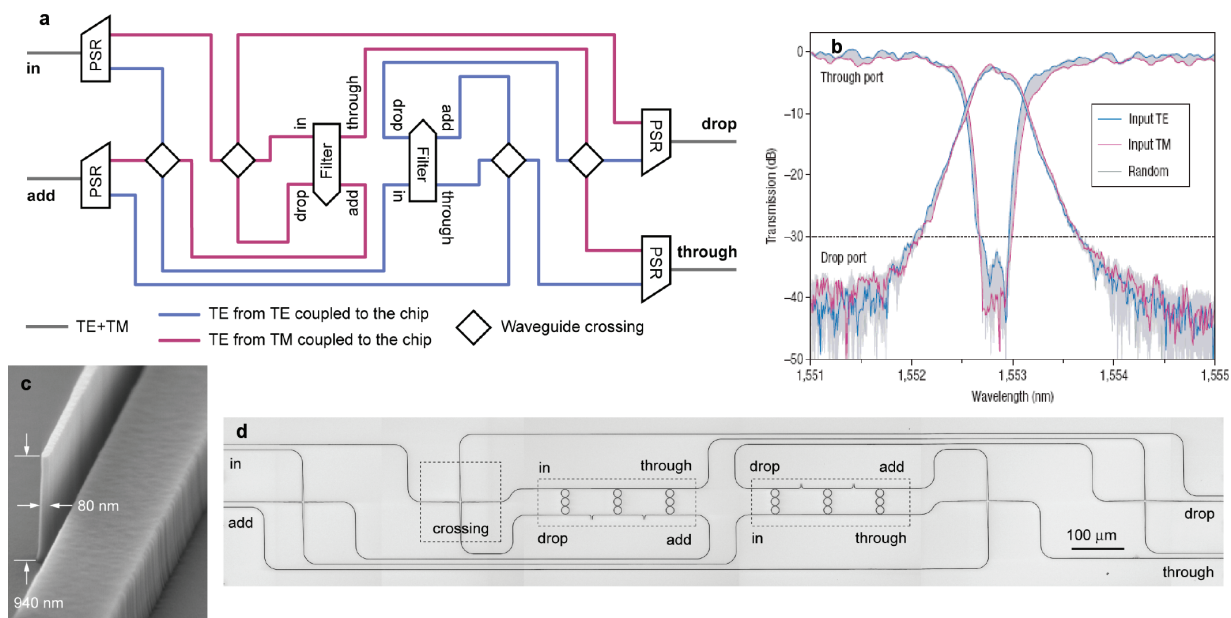 a
PSR
in
PSR
add
in
through
Filter
drop
add
drop
add
Filter
in
through
PSR
drop
PSR
through
TE+TM
TE from TE coupled to the chip
TE from TM coupled to the chip
Waveguide crossing
b
0
−10
−20
−30
−40
−50
Transmission (dB)
Through port
Drop port
Input TE
Input TM
Random
1,551
1,552
1,553
1,554
1,555
Wavelength (nm)
c
80 nm
940 nm
d
in
add
crossing
in
through
drop
add
drop
add
in
through
drop
100 µm
through